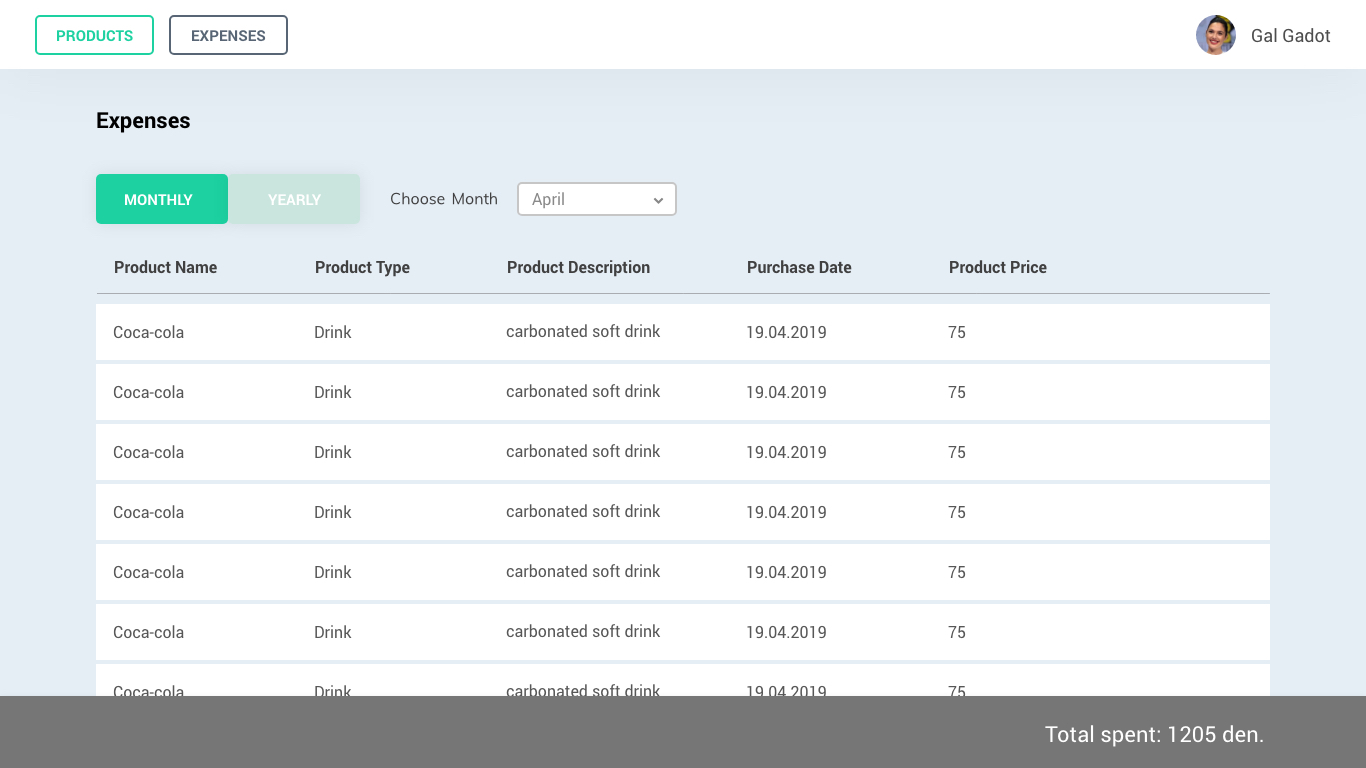 PRODUCTS EXPENSES Gal Gadot
Expenses
MONTHLY YEARLY Choose Month April
Product Name Product Type Product Description Purchase Date Product Price
Coca-cola Drink carbonated soft drink 19.04.2019 75
Coca-cola Drink carbonated soft drink 19.04.2019 75
Coca-cola Drink carbonated soft drink 19.04.2019 75
Coca-cola Drink carbonated soft drink 19.04.2019 75
Coca-cola Drink carbonated soft drink 19.04.2019 75
Coca-cola Drink carbonated soft drink 19.04.2019 75
Coca-cola Drink carbonated soft drink 19.04.2019 75
Total spent: 1205 den.